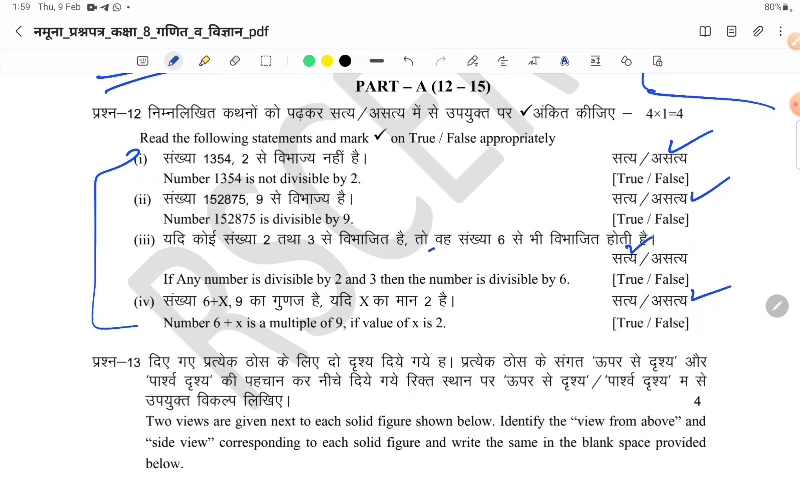 1:59 Thu, 9 Feb
80%
नमूना_प्रश्नपत्र_कक्षा_8_गणित_व_विज्ञान_pdf
PART – A (12 – 15)
प्रश्न–12 निम्नलिखित कथनों को पढ़कर सत्य/असत्य में से उपयुक्त पर ✓अंकित कीजिए – 4×1=4
Read the following statements and mark ✓ on True / False appropriately
(i) संख्या 1354, 2 से विभाज्य नहीं है। सत्य/असत्य
Number 1354 is not divisible by 2. [True / False]
(ii) संख्या 152875, 9 से विभाज्य है। सत्य/असत्य
Number 152875 is divisible by 9. [True / False]
(iii) यदि कोई संख्या 2 तथा 3 से विभाजित है, तो वह संख्या 6 से भी विभाजित होती है।
सत्य/असत्य
If Any number is divisible by 2 and 3 then the number is divisible by 6. [True / False]
(iv) संख्या 6+X, 9 का गुणज है, यदि X का मान 2 है। सत्य/असत्य
Number 6 + x is a multiple of 9, if value of x is 2. [True / False]
प्रश्न–13 दिए गए प्रत्येक ठोस के लिए दो दृश्य दिये गये ह। प्रत्येक ठोस के संगत ‘ऊपर से दृश्य’ और
‘पार्श्व दृश्य’ की पहचान कर नीचे दिये गये रिक्त स्थान पर ‘ऊपर से दृश्य’/‘पार्श्व दृश्य’ म से
उपयुक्त विकल्प लिखिए। 4
Two views are given next to each solid figure shown below. Identify the “view from above” and
“side view” corresponding to each solid figure and write the same in the blank space provided
below.